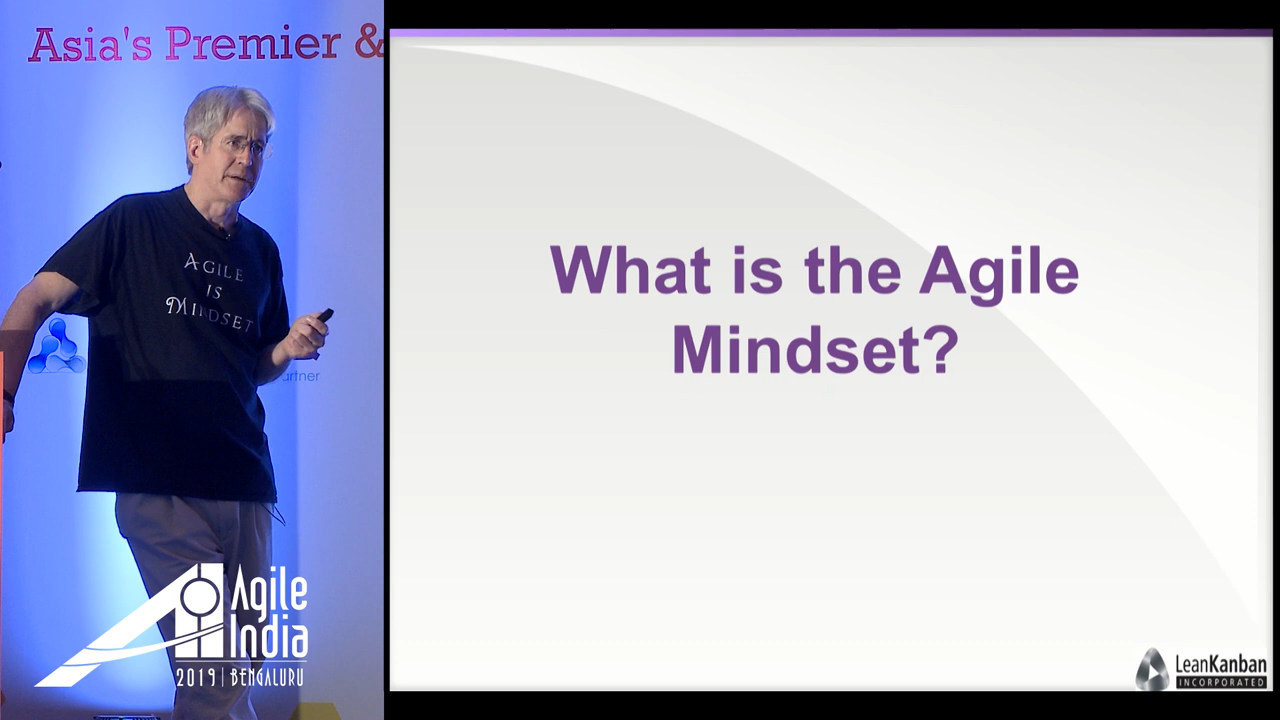 Asia's Premier &
AGILE
IS
MINDSET
artner
Agile
India
2019 | BENGALURU
What is the Agile
Mindset?
LeanKanban
INCORPORATED